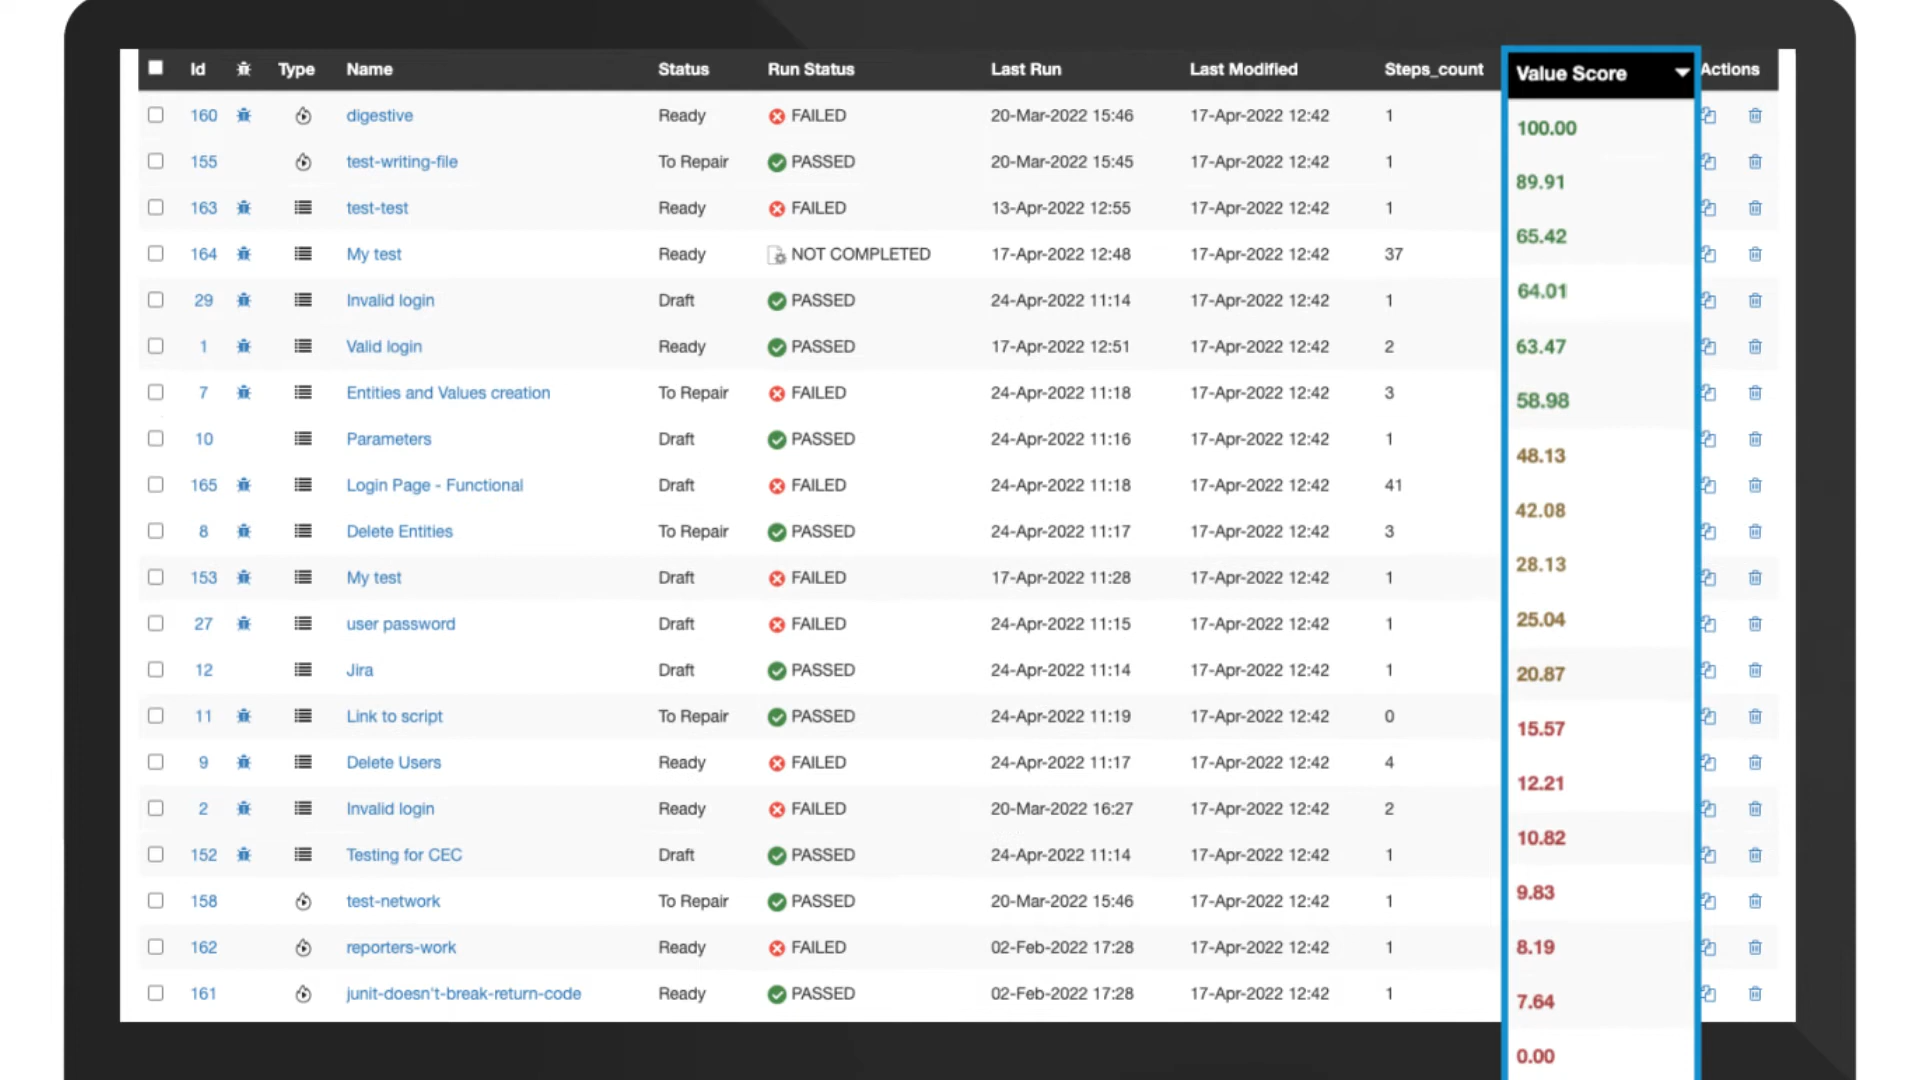 Id Type Name Status Run Status Last Run Last Modified Steps_count Value Score Actions
160 digestive Ready FAILED 20-Mar-2022 15:46 17-Apr-2022 12:42 1 100.00
155 test-writing-file To Repair PASSED 20-Mar-2022 15:45 17-Apr-2022 12:42 1 89.91
163 test-test Ready FAILED 13-Apr-2022 12:55 17-Apr-2022 12:42 1 65.42
164 My test Ready NOT COMPLETED 17-Apr-2022 12:48 17-Apr-2022 12:42 37 64.01
29 Invalid login Draft PASSED 24-Apr-2022 11:14 17-Apr-2022 12:42 1 63.47
1 Valid login Ready PASSED 17-Apr-2022 12:51 17-Apr-2022 12:42 2 58.98
7 Entities and Values creation To Repair FAILED 24-Apr-2022 11:18 17-Apr-2022 12:42 3 48.13
10 Parameters Draft PASSED 24-Apr-2022 11:16 17-Apr-2022 12:42 1 42.08
165 Login Page - Functional Draft FAILED 24-Apr-2022 11:18 17-Apr-2022 12:42 41 28.13
8 Delete Entities To Repair PASSED 24-Apr-2022 11:17 17-Apr-2022 12:42 3 25.04
153 My test Draft FAILED 17-Apr-2022 11:28 17-Apr-2022 12:42 1 20.87
27 user password Draft FAILED 24-Apr-2022 11:15 17-Apr-2022 12:42 1 15.57
12 Jira Draft PASSED 24-Apr-2022 11:14 17-Apr-2022 12:42 1 12.21
11 Link to script To Repair PASSED 24-Apr-2022 11:19 17-Apr-2022 12:42 0 10.82
9 Delete Users Ready FAILED 24-Apr-2022 11:17 17-Apr-2022 12:42 4 9.83
2 Invalid login Ready FAILED 20-Mar-2022 16:27 17-Apr-2022 12:42 2 8.19
152 Testing for CEC Draft PASSED 24-Apr-2022 11:14 17-Apr-2022 12:42 1 7.64
158 test-network To Repair PASSED 20-Mar-2022 15:46 17-Apr-2022 12:42 1 0.00
162 reporters-work Ready FAILED 02-Feb-2022 17:28 17-Apr-2022 12:42 1
161 junit-doesn't-break-return-code Ready PASSED 02-Feb-2022 17:28 17-Apr-2022 12:42 1